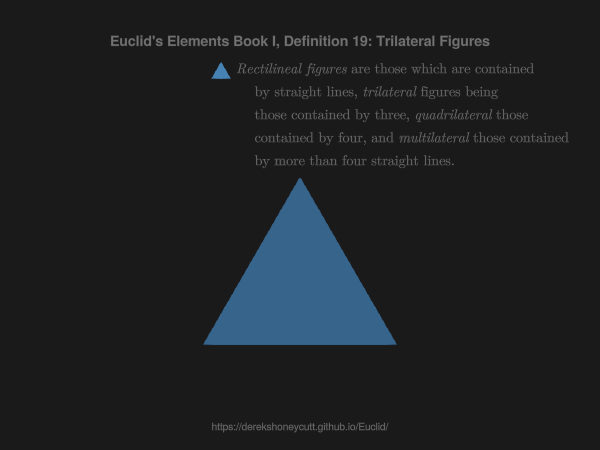 Euclid's Elements Book I, Definition 19: Trilateral Figures
Rectilineal figures are those which are contained
by straight lines, trilateral figures being
those contained by three, quadrilateral those
contained by four, and multilateral those contained
by more than four straight lines.
https://derekshoneycutt.github.io/Euclid/